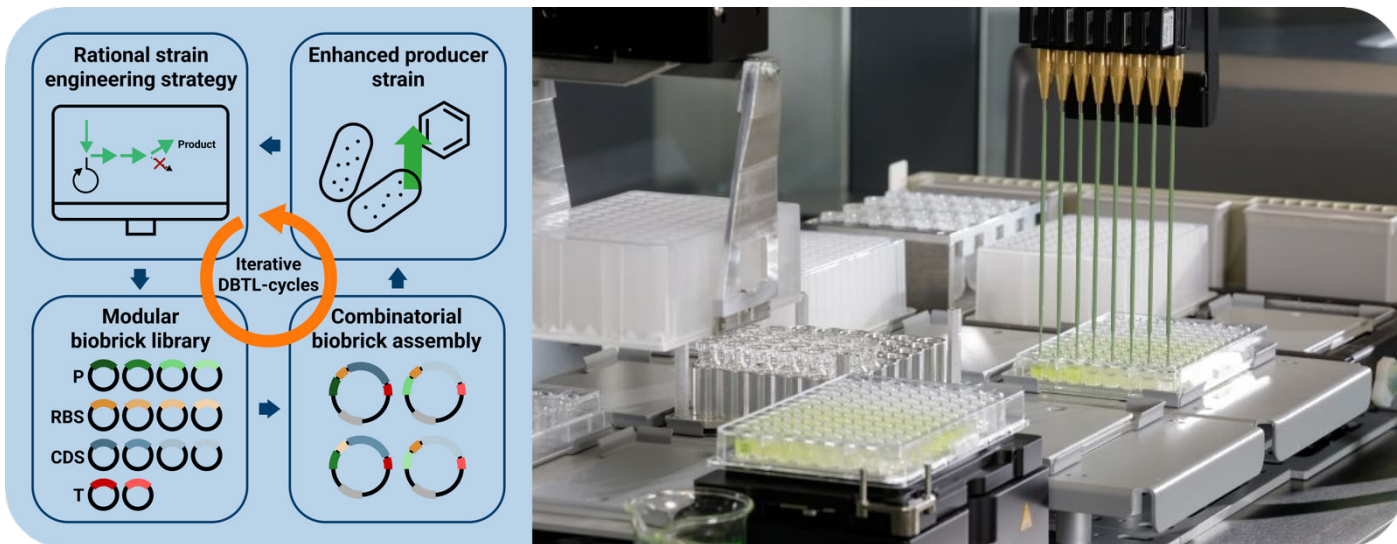 Rational strain
engineering strategy
Product
Enhanced producer
strain
Iterative
DBTL-cycles
Modular
biobrick library
P
RBS
CDS
T
Combinatorial
biobrick assembly